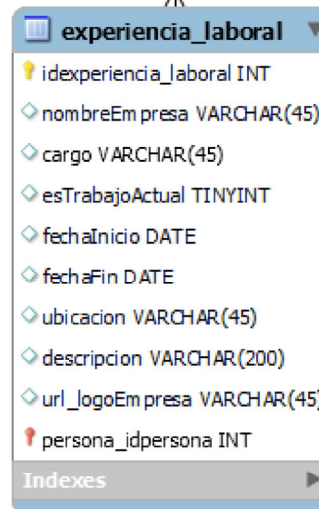 experiencia_laboral
idexperiencia_laboral INT
nombreEmpresa VARCHAR(45)
cargo VARCHAR(45)
esTrabajoActual TINYINT
fechaInicio DATE
fechaFin DATE
ubicacion VARCHAR(45)
descripcion VARCHAR(200)
url_logoEmpresa VARCHAR(45)
persona_idpersona INT
Indexes